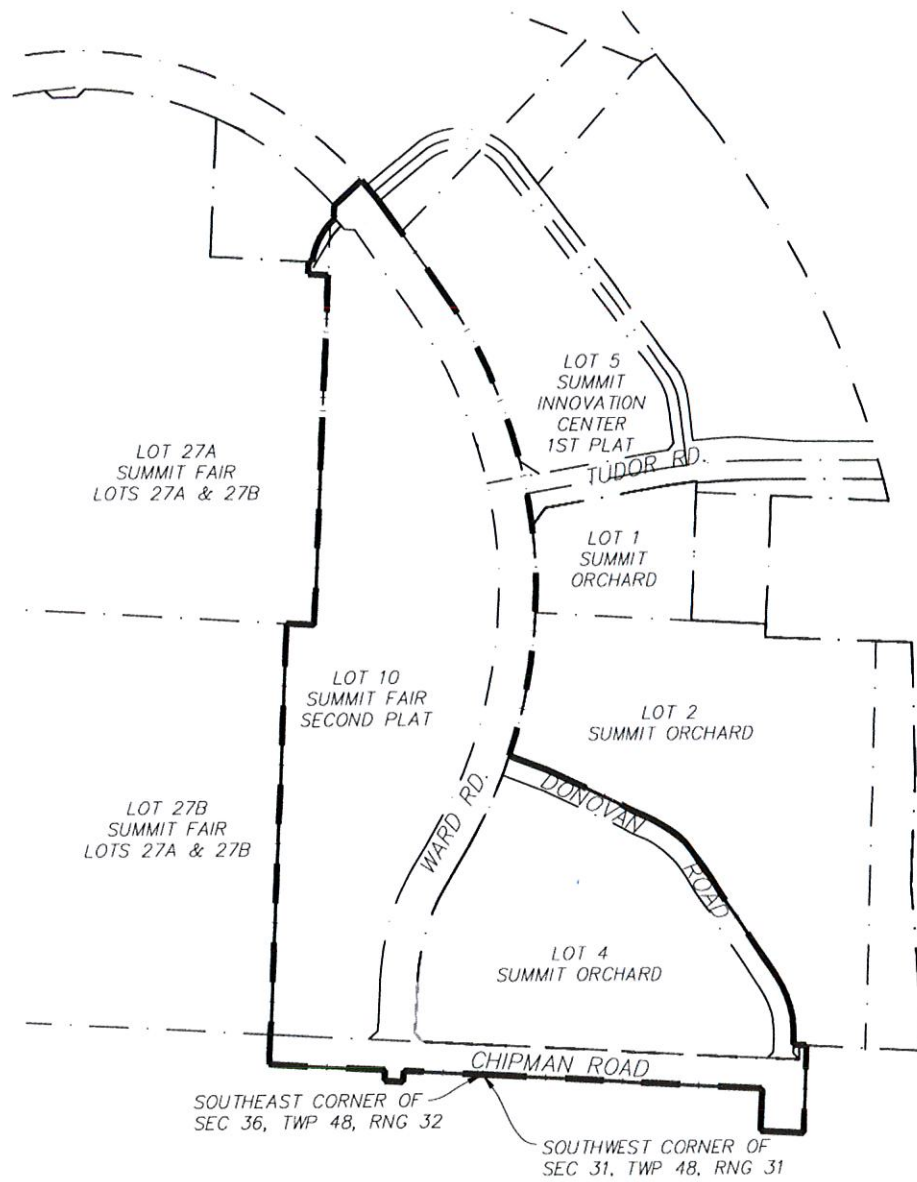 LOT 5
SUMMIT
INNOVATION
CENTER
1ST PLAT
TUDOR RD.
LOT 27A
SUMMIT FAIR
LOTS 27A & 27B
LOT 1
SUMMIT
ORCHARD
LOT 10
SUMMIT FAIR
SECOND PLAT
LOT 2
SUMMIT ORCHARD
WARD RD.
DONOVAN
ROAD
LOT 27B
SUMMIT FAIR
LOTS 27A & 27B
LOT 4
SUMMIT ORCHARD
CHIPMAN ROAD
SOUTHEAST CORNER OF
SEC 36, TWP 48, RNG 32
SOUTHWEST CORNER OF
SEC 31, TWP 48, RNG 31